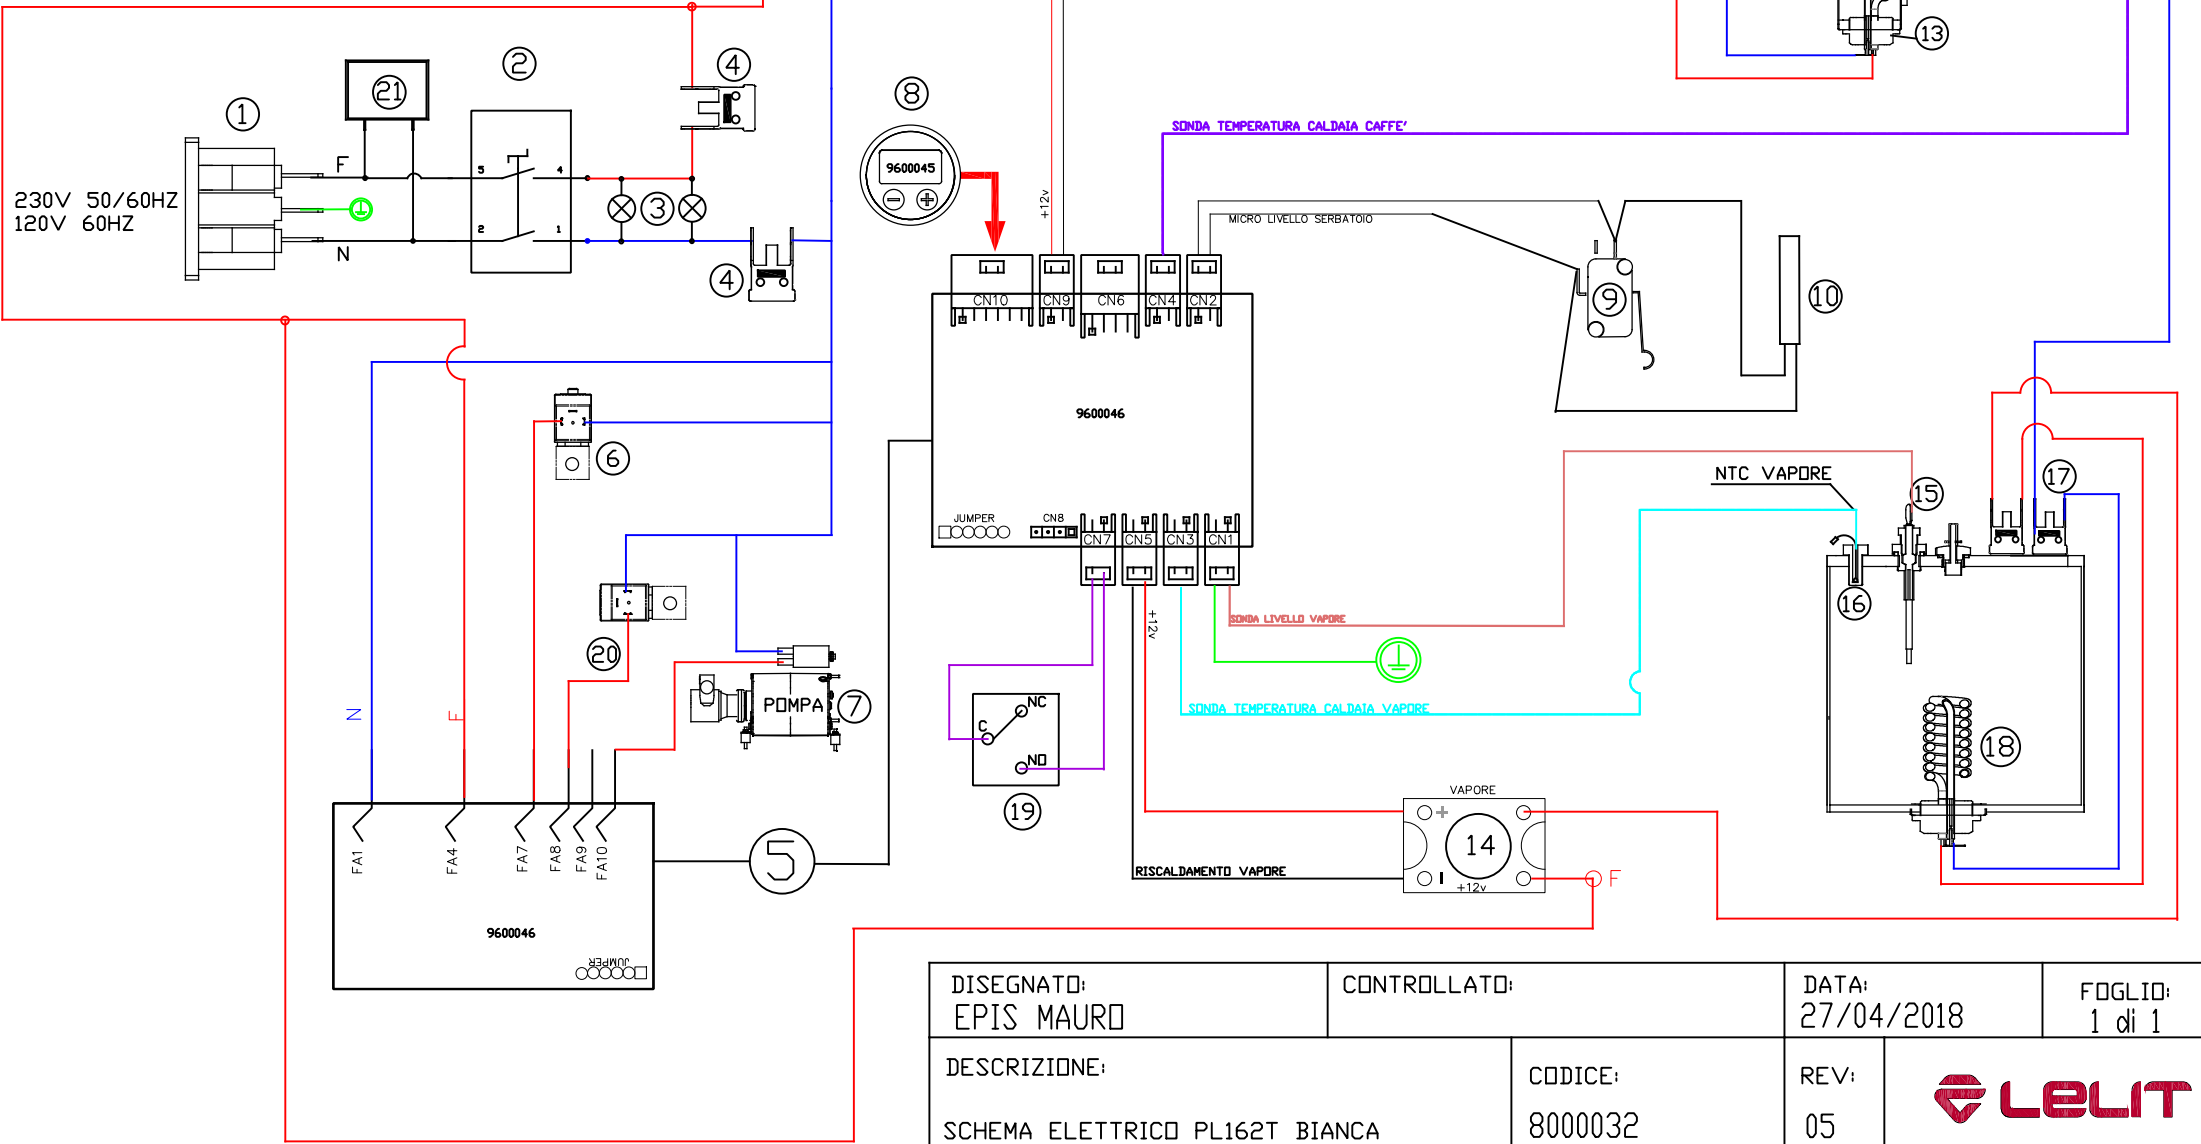 13
2
4
21
8
1
SONDA TEMPERATURA CALDAIA CAFFE'
F
5
4
9600045
230V 50/60HZ
120V 60HZ
3
+12v
MICRO LIVELLO SERBATOIO
2
1
N
4
CN10
CN9
CN6
CN4
CN2
9
10
9600046
6
NTC VAPORE
17
15
JUMPER
CN8
CN7
CN5
CN3
CN1
16
+12v
SONDA LIVELLO VAPORE
20
N
F
POMPA
7
NC
C
NO
SONDA TEMPERATURA CALDAIA VAPORE
18
19
VAPORE
+
14
FA1
FA4
FA7
FA8
FA9
FA10
5
RISCALDAMENTO VAPORE
+12v
F
9600046
JUMPER
DISEGNATO:
EPIS MAURO
CONTROLLATO:
DATA:
27/04/2018
FOGLIO:
1 di 1
DESCRIZIONE:
SCHEMA ELETTRICO PL162T BIANCA
CODICE:
8000032
REV:
05
LELIT